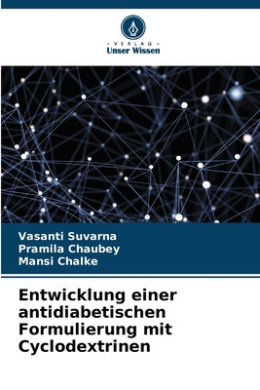 VERLAG
Unser Wissen
Vasanti Suvarna
Pramila Chaubey
Mansi Chalke
Entwicklung einer
antidiabetischen
Formulierung mit
Cyclodextrinen